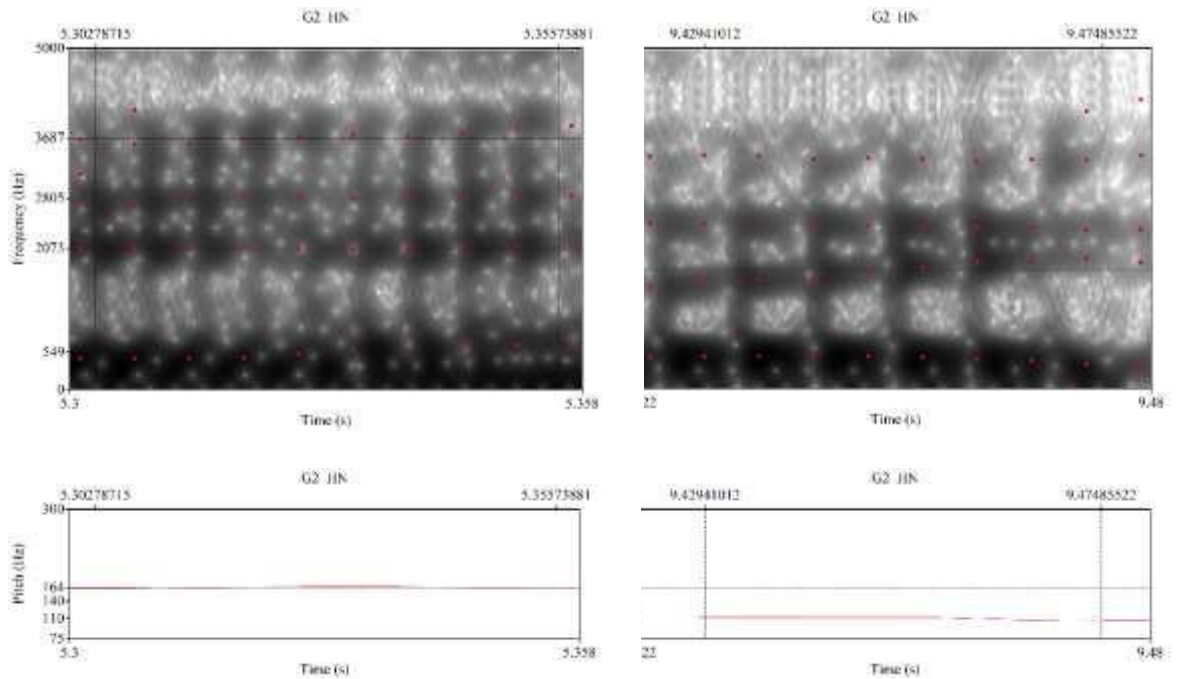 G2 HN
5.30278715 5.35573881
5000
3687
2805
2073
549
0
Frequency (Hz)
5.3 5.358
Time (s)
G2 HN
9.42941012 9.47485522
22 9.48
Time (s)
G2 HN
5.30278715 5.35573881
300
164
140
110
75
Pitch (Hz)
5.3 5.358
Time (s)
G2 HN
9.42941012 9.47485522
22 9.48
Time (s)